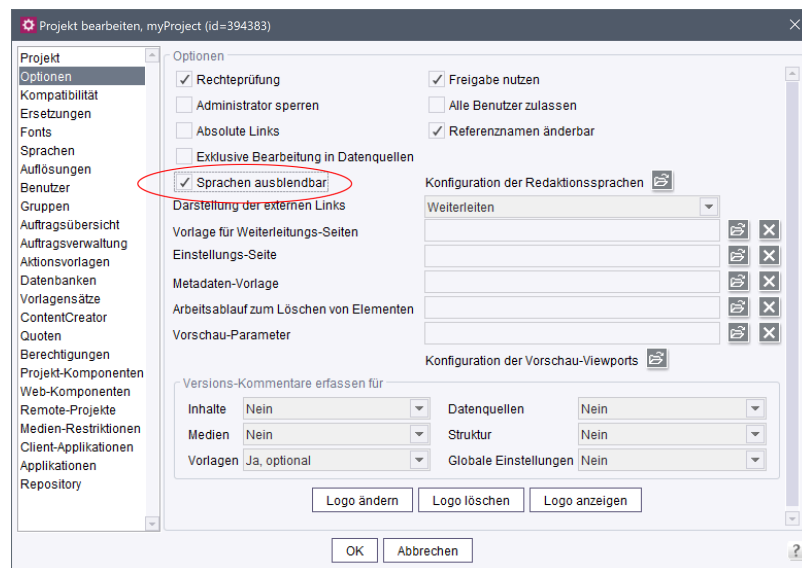 Projekt bearbeiten, myProject (id=394383)
Projekt
Optionen
Kompatibilität
Ersetzungen
Fonts
Sprachen
Auflösungen
Benutzer
Gruppen
Auftragsübersicht
Auftragsverwaltung
Aktionsvorlagen
Datenbanken
Vorlagensätze
ContentCreator
Quoten
Berechtigungen
Projekt-Komponenten
Web-Komponenten
Remote-Projekte
Medien-Restriktionen
Client-Applikationen
Applikationen
Repository
Optionen
Rechteprüfung Freigabe nutzen
Administrator sperren Alle Benutzer zulassen
Absolute Links Referenznamen änderbar
Exklusive Bearbeitung in Datenquellen
Sprachen ausblendbar Konfiguration der Redaktionssprachen
Darstellung der externen Links Weiterleiten
Vorlage für Weiterleitungs-Seiten
Einstellungs-Seite
Metadaten-Vorlage
Arbeitsablauf zum Löschen von Elementen
Vorschau-Parameter
Konfiguration der Vorschau-Viewports
Versions-Kommentare erfassen für
Inhalte Nein Datenquellen Nein
Medien Nein Struktur Nein
Vorlagen Ja, optional Globale Einstellungen Nein
Logo ändern Logo löschen Logo anzeigen
OK Abbrechen ?